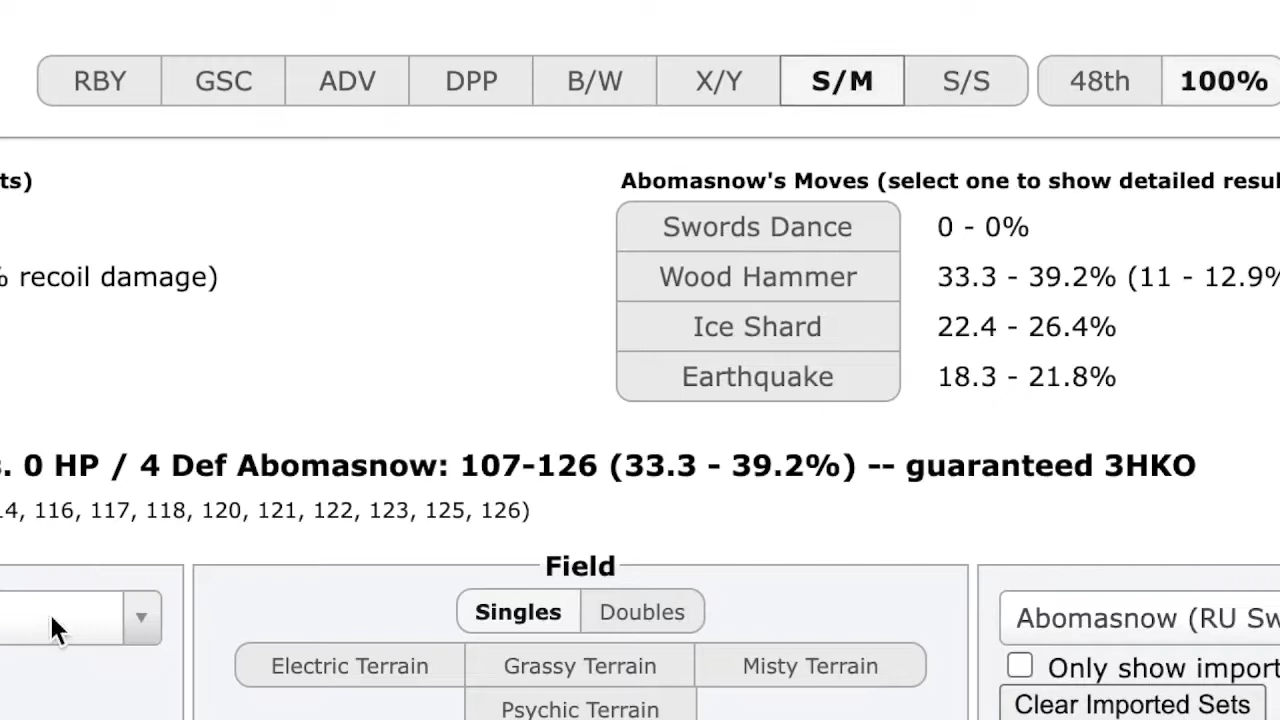 RBY GSC ADV DPP B/W X/Y S/M S/S 48th 100%
ts) Abomasnow's Moves (select one to show detailed resul
Swords Dance 0 - 0%
% recoil damage) Wood Hammer 33.3 - 39.2% (11 - 12.9%
Ice Shard 22.4 - 26.4%
Earthquake 18.3 - 21.8%
s. 0 HP / 4 Def Abomasnow: 107-126 (33.3 - 39.2%) -- guaranteed 3HKO
14, 116, 117, 118, 120, 121, 122, 123, 125, 126)
Field
Singles Doubles
Abomasnow (RU Sw
Electric Terrain Grassy Terrain Misty Terrain
Only show import
Psychic Terrain
Clear Imported Sets